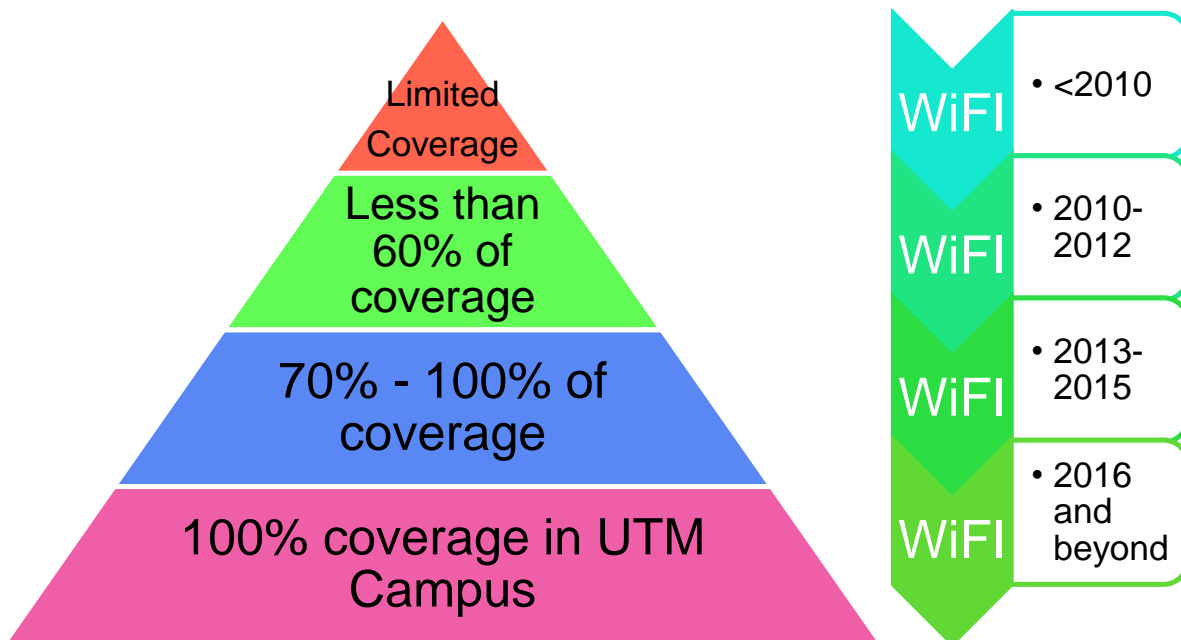 Limited
Coverage
Less than
60% of
coverage
70% - 100% of
coverage
100% coverage in UTM
Campus
WiFI
• <2010
WiFI
• 2010-
2012
WiFI
• 2013-
2015
WiFI
• 2016
and
beyond